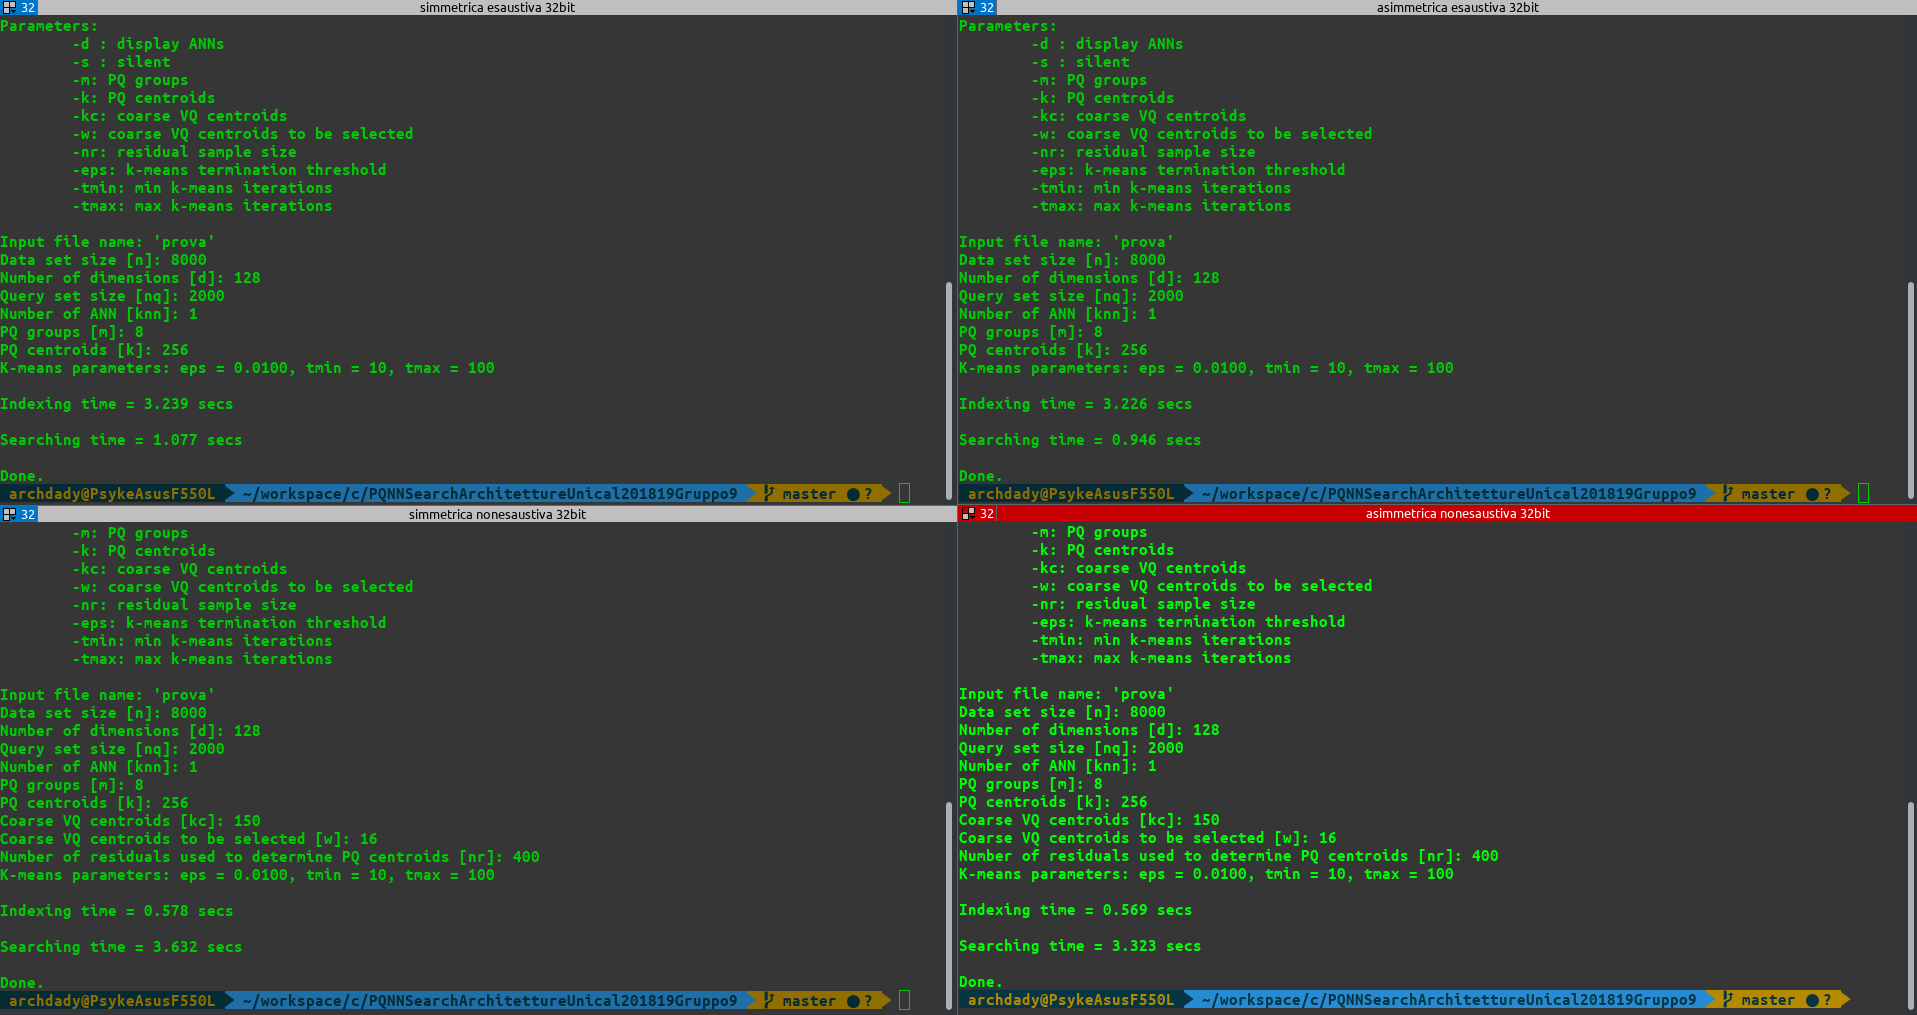 32 simmetrica esaustiva 32bit
Parameters:
-d : display ANNs
-s : silent
-m: PQ groups
-k: PQ centroids
-kc: coarse VQ centroids
-w: coarse VQ centroids to be selected
-nr: residual sample size
-eps: k-means termination threshold
-tmin: min k-means iterations
-tmax: max k-means iterations
Input file name: 'prova'
Data set size [n]: 8000
Number of dimensions [d]: 128
Query set size [nq]: 2000
Number of ANN [knn]: 1
PQ groups [m]: 8
PQ centroids [k]: 256
K-means parameters: eps = 0.0100, tmin = 10, tmax = 100
Indexing time = 3.239 secs
Searching time = 1.077 secs
Done.
archdady@PsykeAsusF550L ~/workspace/c/PQNNSearchArchitettureUnical201819Gruppo9 master ●?
32 asimmetrica esaustiva 32bit
Parameters:
-d : display ANNs
-s : silent
-m: PQ groups
-k: PQ centroids
-kc: coarse VQ centroids
-w: coarse VQ centroids to be selected
-nr: residual sample size
-eps: k-means termination threshold
-tmin: min k-means iterations
-tmax: max k-means iterations
Input file name: 'prova'
Data set size [n]: 8000
Number of dimensions [d]: 128
Query set size [nq]: 2000
Number of ANN [knn]: 1
PQ groups [m]: 8
PQ centroids [k]: 256
K-means parameters: eps = 0.0100, tmin = 10, tmax = 100
Indexing time = 3.226 secs
Searching time = 0.946 secs
Done.
archdady@PsykeAsusF550L ~/workspace/c/PQNNSearchArchitettureUnical201819Gruppo9 master ●?
32 simmetrica nonesaustiva 32bit
-m: PQ groups
-k: PQ centroids
-kc: coarse VQ centroids
-w: coarse VQ centroids to be selected
-nr: residual sample size
-eps: k-means termination threshold
-tmin: min k-means iterations
-tmax: max k-means iterations
Input file name: 'prova'
Data set size [n]: 8000
Number of dimensions [d]: 128
Query set size [nq]: 2000
Number of ANN [knn]: 1
PQ groups [m]: 8
PQ centroids [k]: 256
Coarse VQ centroids [kc]: 150
Coarse VQ centroids to be selected [w]: 16
Number of residuals used to determine PQ centroids [nr]: 400
K-means parameters: eps = 0.0100, tmin = 10, tmax = 100
Indexing time = 0.578 secs
Searching time = 3.632 secs
Done.
archdady@PsykeAsusF550L ~/workspace/c/PQNNSearchArchitettureUnical201819Gruppo9 master ●?
32 asimmetrica nonesaustiva 32bit
-m: PQ groups
-k: PQ centroids
-kc: coarse VQ centroids
-w: coarse VQ centroids to be selected
-nr: residual sample size
-eps: k-means termination threshold
-tmin: min k-means iterations
-tmax: max k-means iterations
Input file name: 'prova'
Data set size [n]: 8000
Number of dimensions [d]: 128
Query set size [nq]: 2000
Number of ANN [knn]: 1
PQ groups [m]: 8
PQ centroids [k]: 256
Coarse VQ centroids [kc]: 150
Coarse VQ centroids to be selected [w]: 16
Number of residuals used to determine PQ centroids [nr]: 400
K-means parameters: eps = 0.0100, tmin = 10, tmax = 100
Indexing time = 0.569 secs
Searching time = 3.323 secs
Done.
archdady@PsykeAsusF550L ~/workspace/c/PQNNSearchArchitettureUnical201819Gruppo9 master ●?